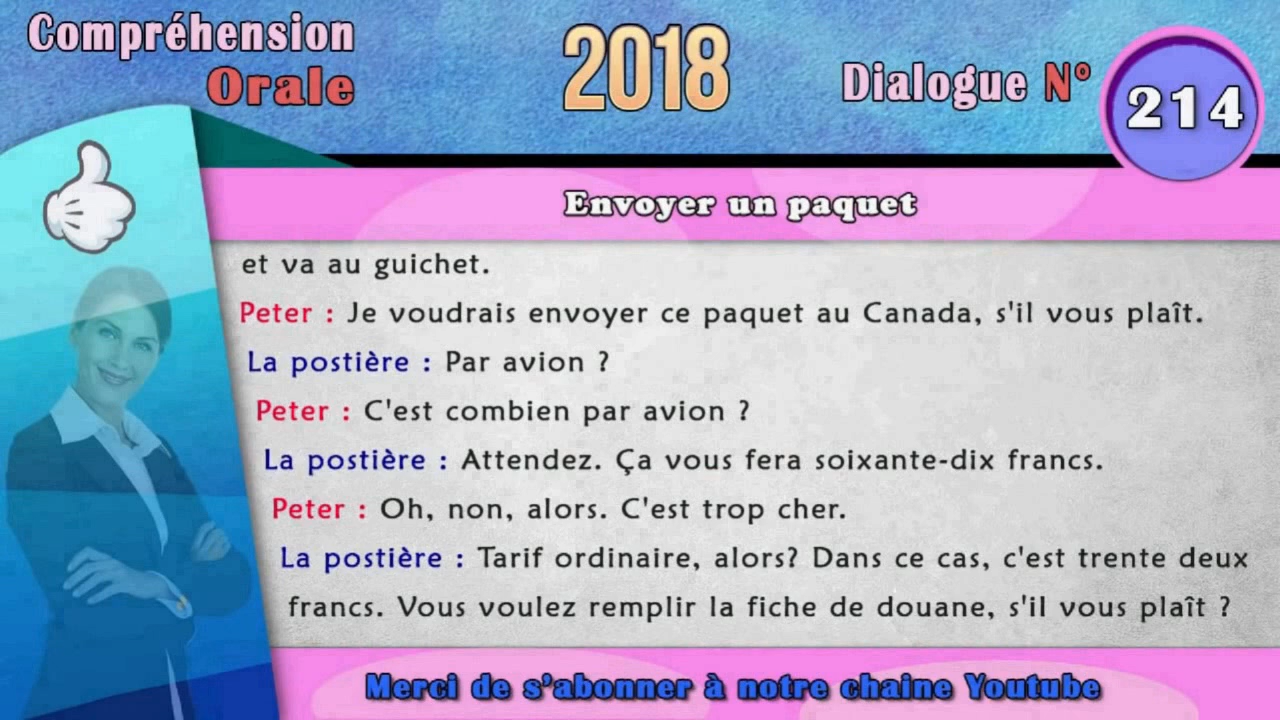 Compréhension
Orale
2018
Dialogue N°
214
Envoyer un paquet
et va au guichet.
Peter : Je voudrais envoyer ce paquet au Canada, s'il vous plaît.
La postière : Par avion ?
Peter : C'est combien par avion ?
La postière : Attendez. Ça vous fera soixante-dix francs.
Peter : Oh, non, alors. C'est trop cher.
La postière : Tarif ordinaire, alors? Dans ce cas, c'est trente deux
francs. Vous voulez remplir la fiche de douane, s'il vous plaît ?
Merci de s'abonner à notre chaine Youtube